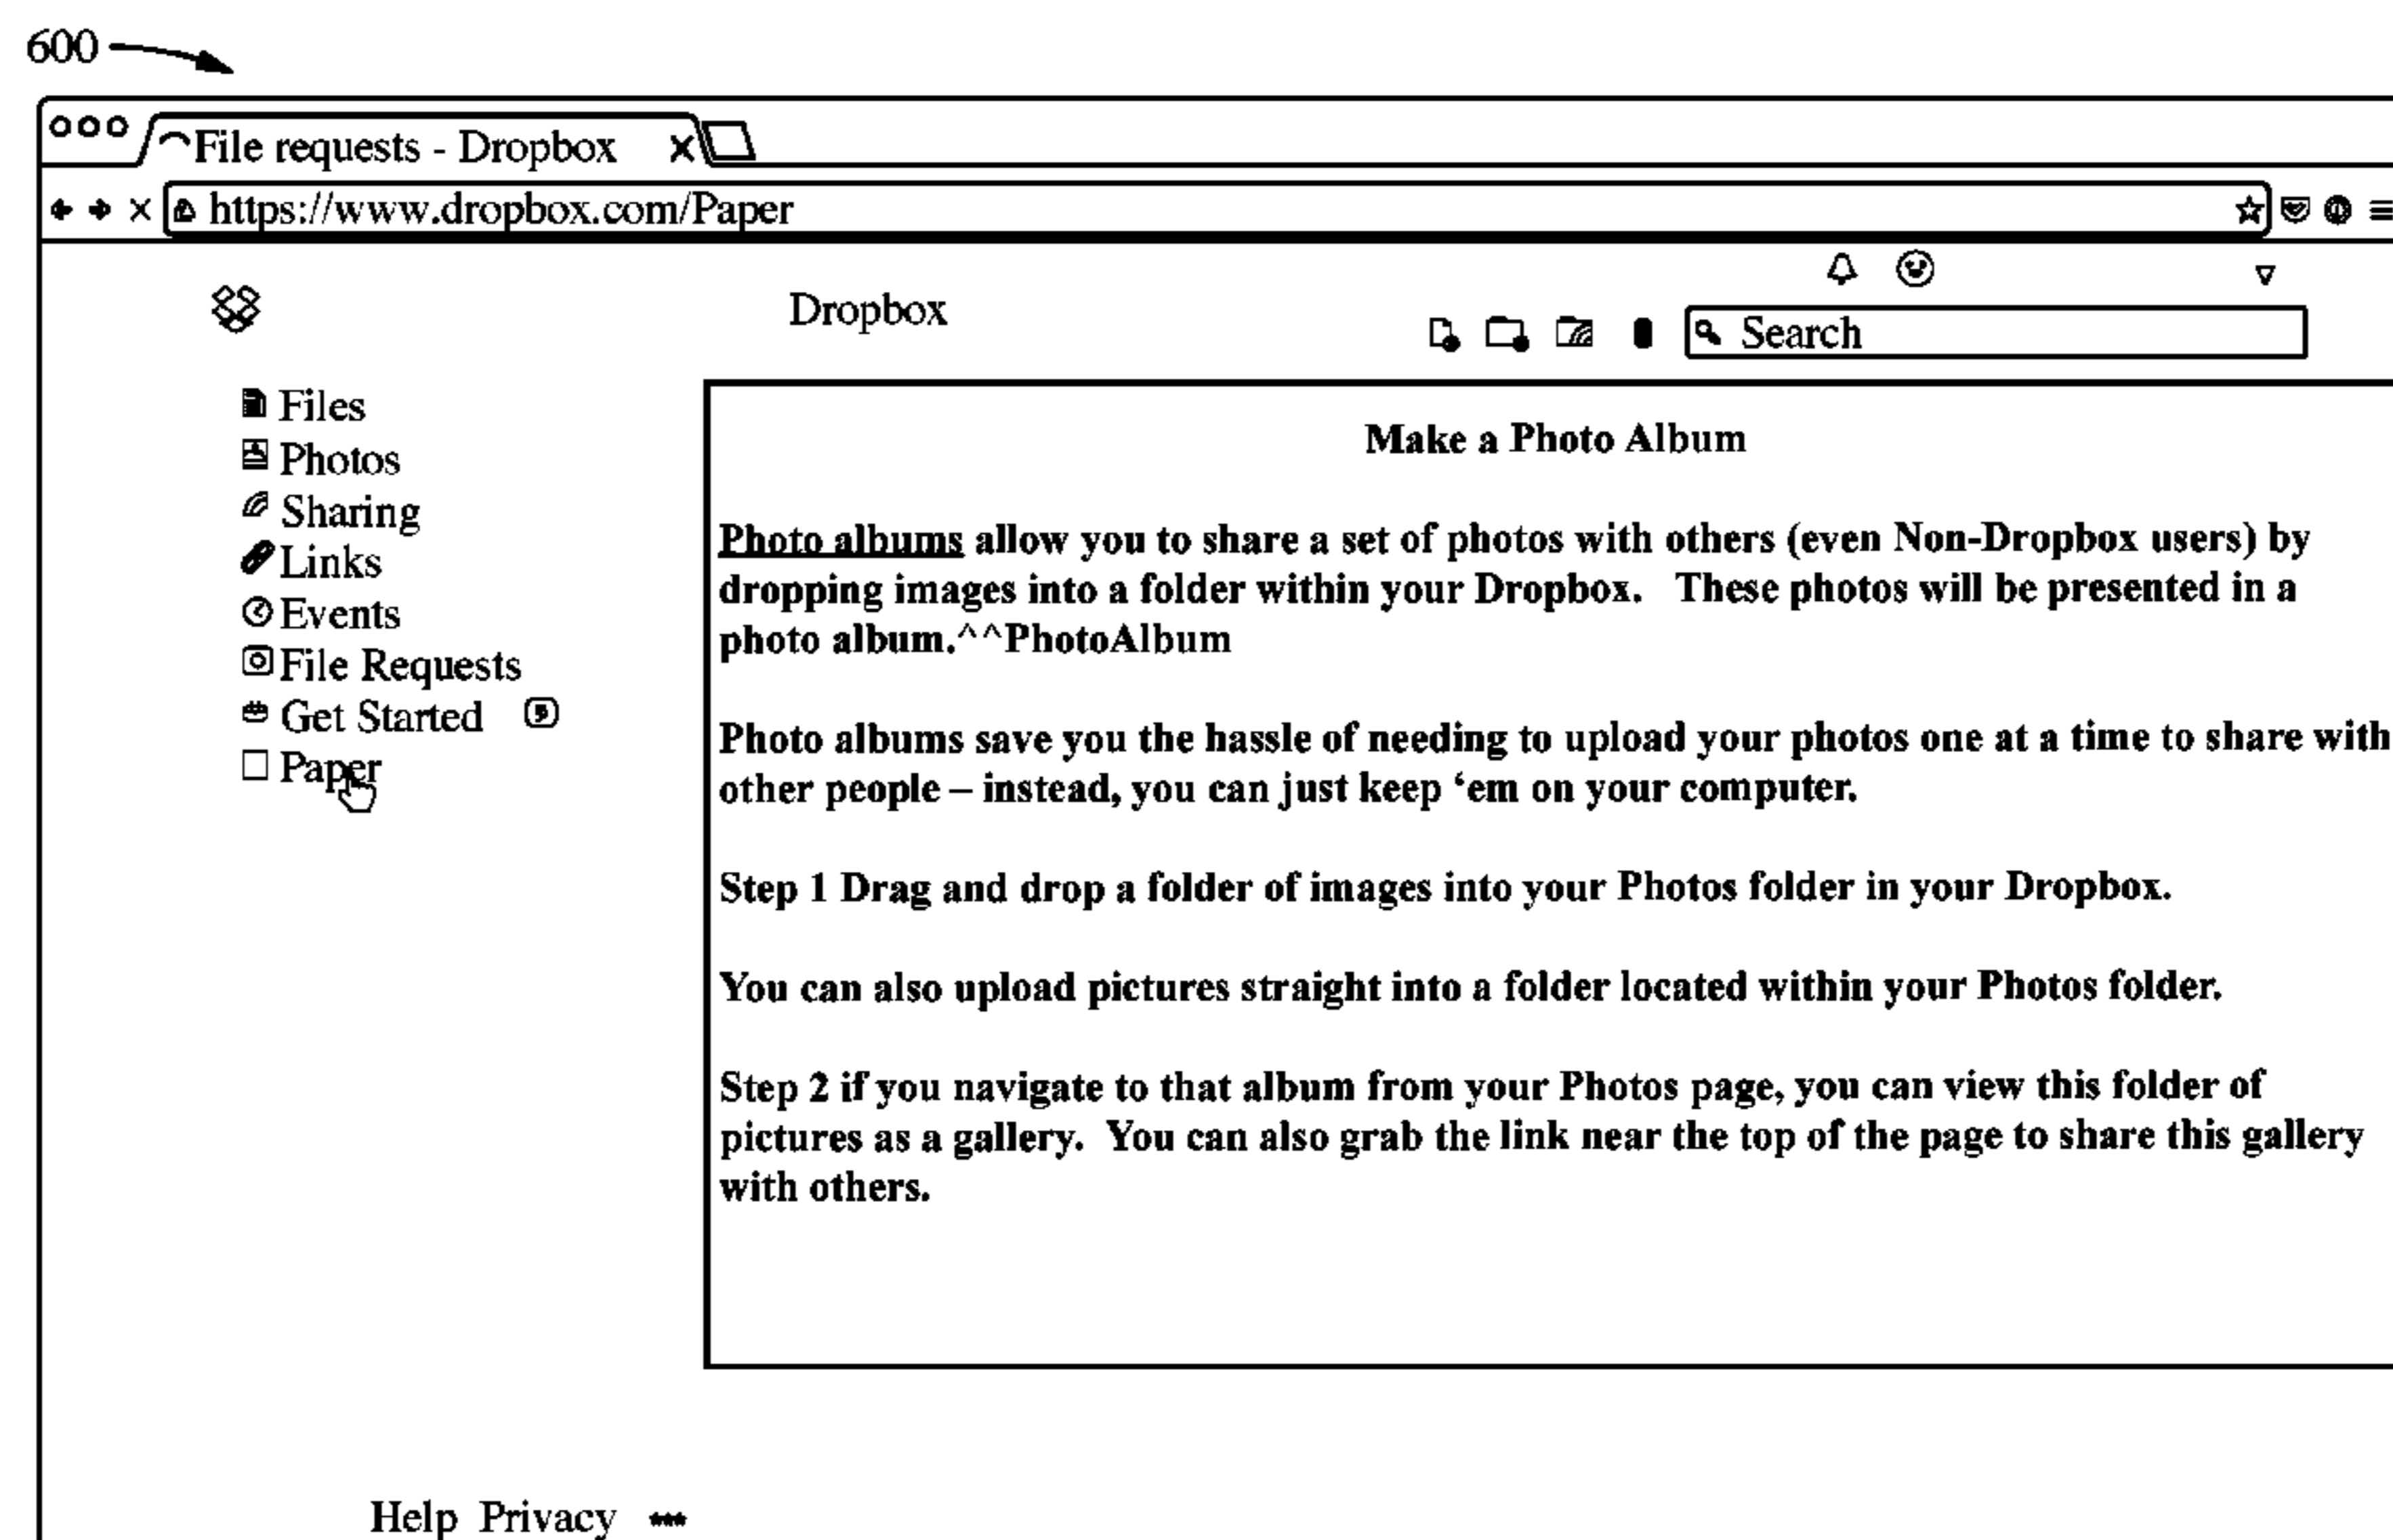 600
File requests - Dropbox
https://www.dropbox.com/Paper
Dropbox
Search
Files
Photos
Sharing
Links
Events
File Requests
Get Started
Paper
Make a Photo Album
Photo albums allow you to share a set of photos with others (even Non-Dropbox users) by
dropping images into a folder within your Dropbox. These photos will be presented in a
photo album.^^PhotoAlbum
Photo albums save you the hassle of needing to upload your photos one at a time to share with
other people – instead, you can just keep ‘em on your computer.
Step 1 Drag and drop a folder of images into your Photos folder in your Dropbox.
You can also upload pictures straight into a folder located within your Photos folder.
Step 2 if you navigate to that album from your Photos page, you can view this folder of
pictures as a gallery. You can also grab the link near the top of the page to share this gallery
with others.
Help Privacy